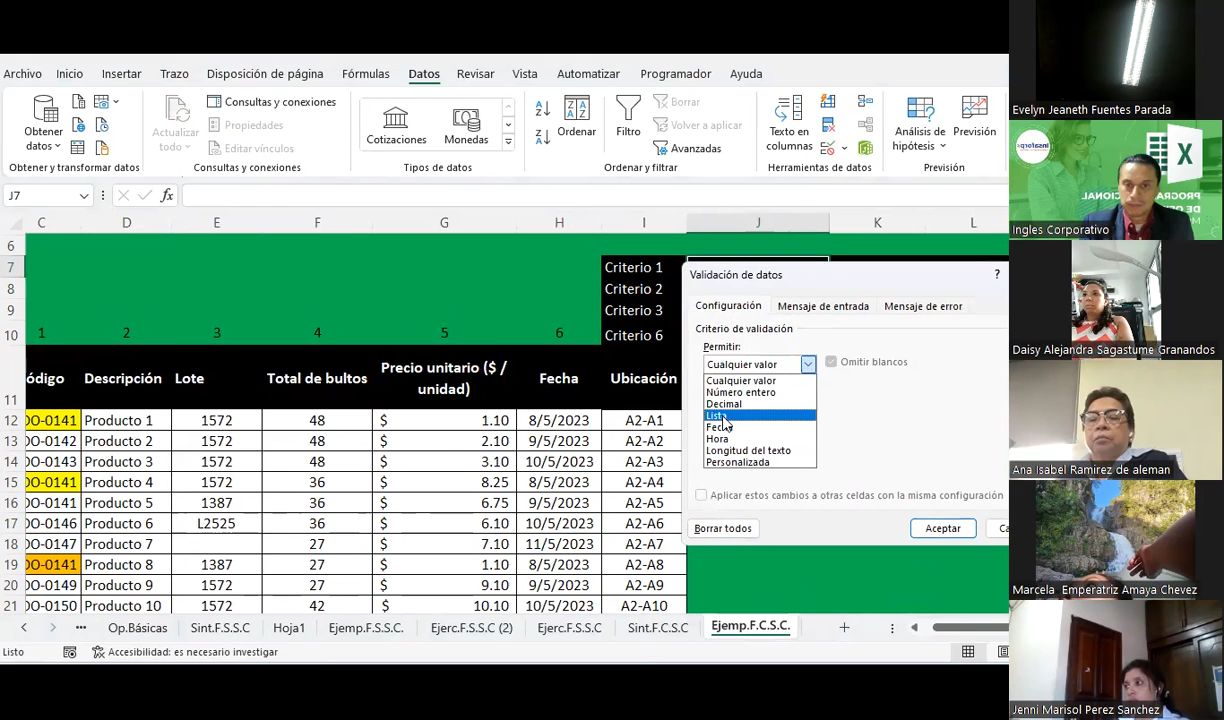 Archivo Inicio Insertar Trazo Disposición de página Fórmulas Datos Revisar Vista Automatizar Programador Ayuda
Obtener datos
Actualizar todo
Consultas y conexiones
Propiedades
Editar vínculos
Cotizaciones
Monedas
Ordenar
Filtro
Borrar
Volver a aplicar
Avanzadas
Texto en columnas
Análisis de hipótesis
Previsión
Obtener y transformar datos Consultas y conexiones Tipos de datos Ordenar y filtrar Herramientas de datos Previsión
J7 fx
C D E F G H I J K L
6
7 Criterio 1
8 Criterio 2
9 Criterio 3
10 1 2 3 4 5 6 Criterio 6
11 ódigo Descripción Lote Total de bultos Precio unitario ($ / unidad) Fecha Ubicación
12 DO-0141 Producto 1 1572 48 $ 1.10 8/5/2023 A2-A1
13 DO-0142 Producto 2 1572 48 $ 2.10 9/5/2023 A2-A2
14 DO-0143 Producto 3 1572 48 $ 3.10 10/5/2023 A2-A3
15 DO-0141 Producto 4 1572 36 $ 8.25 8/5/2023 A2-A4
16 DO-0145 Producto 5 1387 36 $ 6.75 9/5/2023 A2-A5
17 DO-0146 Producto 6 L2525 36 $ 6.10 10/5/2023 A2-A6
18 DO-0147 Producto 7 27 $ 7.10 11/5/2023 A2-A7
19 DO-0141 Producto 8 1387 27 $ 1.10 8/5/2023 A2-A8
20 DO-0149 Producto 9 1572 27 $ 9.10 9/5/2023 A2-A9
21 DO-0150 Producto 10 1572 42 $ 10.10 10/5/2023 A2-A10
Validación de datos ?
Configuración Mensaje de entrada Mensaje de error
Criterio de validación
Permitir:
Cualquier valor
Omitir blancos
Cualquier valor
Número entero
Decimal
Lista
Fecha
Hora
Longitud del texto
Personalizada
Aplicar estos cambios a otras celdas con la misma configuración
Borrar todos Aceptar Ca
Op.Básicas Sint.F.S.S.C Hoja1 Ejemp.F.S.S.C. Ejerc.F.S.S.C (2) Ejerc.F.S.S.C Sint.F.C.S.C Ejemp.F.C.S.C.
Listo Accesibilidad: es necesario investigar
Evelyn Jeaneth Fuentes Parada
Insaforp
X
Ingles Corporativo
Daisy Alejandra Sagastume Granandos
Ana Isabel Ramirez de aleman
Marcela Emperatriz Amaya Chevez
Jenni Marisol Perez Sanchez